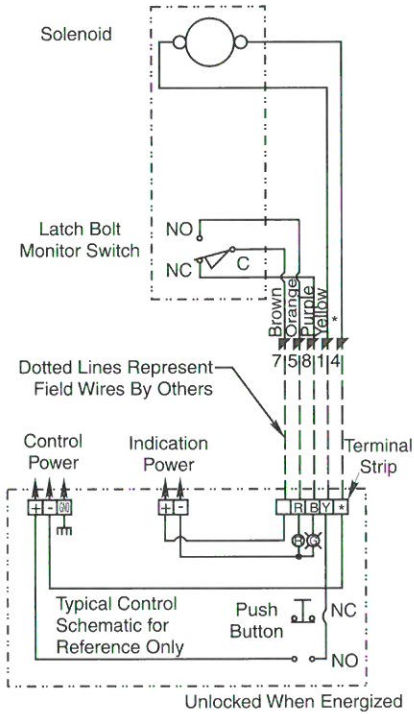 Solenoid
Latch Bolt
Monitor Switch
NO
NC
C
Brown
Orange
Purple
Yellow
*
7 5 8 1 4
Dotted Lines Represent
Field Wires By Others
Control
Power
Indication
Power
Terminal
Strip
+ -
+ -
R B Y *
R G
Typical Control
Schematic for
Reference Only
Push
Button
NC
NO
Unlocked When Energized